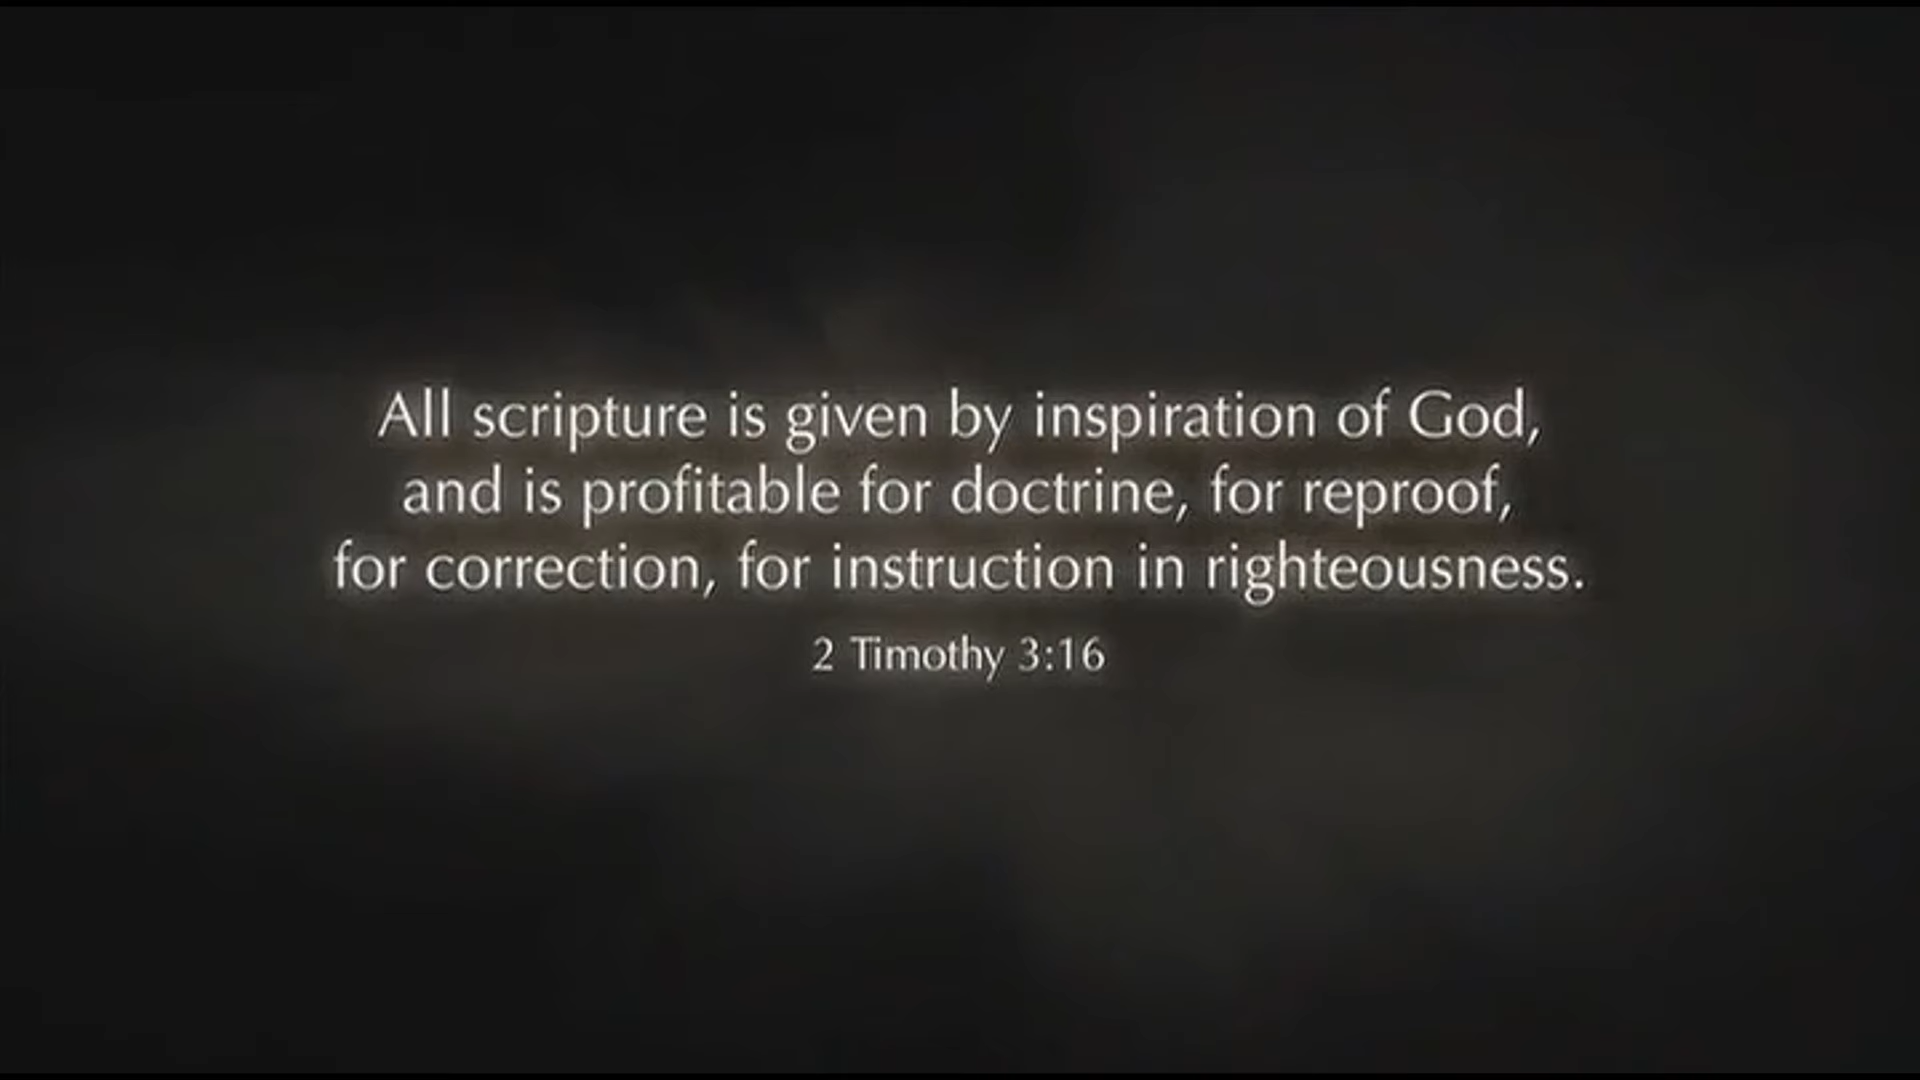 All scripture is given by inspiration of God,
and is profitable for doctrine, for reproof,
for correction, for instruction in righteousness.
2 Timothy 3:16